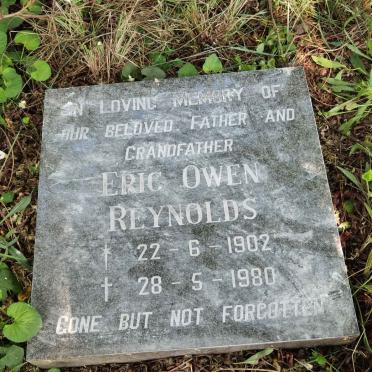 IN LOVING MEMORY OF
OUR BELOVED FATHER AND
GRANDFATHER
ERIC OWEN
REYNOLDS
† 22 - 6 - 1902
† 28 - 5 - 1980
GONE BUT NOT FORGOTTEN